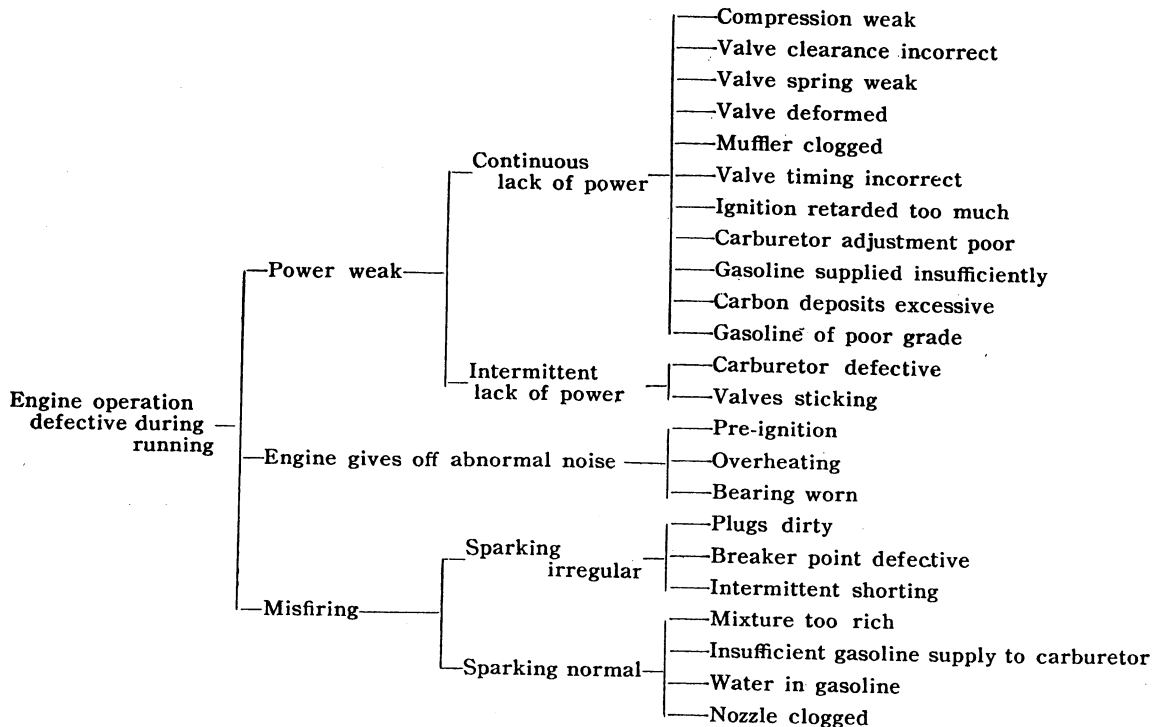 Compression weak
Valve clearance incorrect
Valve spring weak
Valve deformed
Muffler clogged
Continuous
lack of power
Valve timing incorrect
Ignition retarded too much
Carburetor adjustment poor
Power weak
Gasoline supplied insufficiently
Carbon deposits excessive
Gasoline of poor grade
Intermittent
lack of power
Carburetor defective
Valves sticking
Engine operation
defective during
running
Pre-ignition
Engine gives off abnormal noise
Overheating
Bearing worn
Plugs dirty
Sparking
irregular
Breaker point defective
Intermittent shorting
Misfiring
Mixture too rich
Insufficient gasoline supply to carburetor
Sparking normal
Water in gasoline
Nozzle clogged